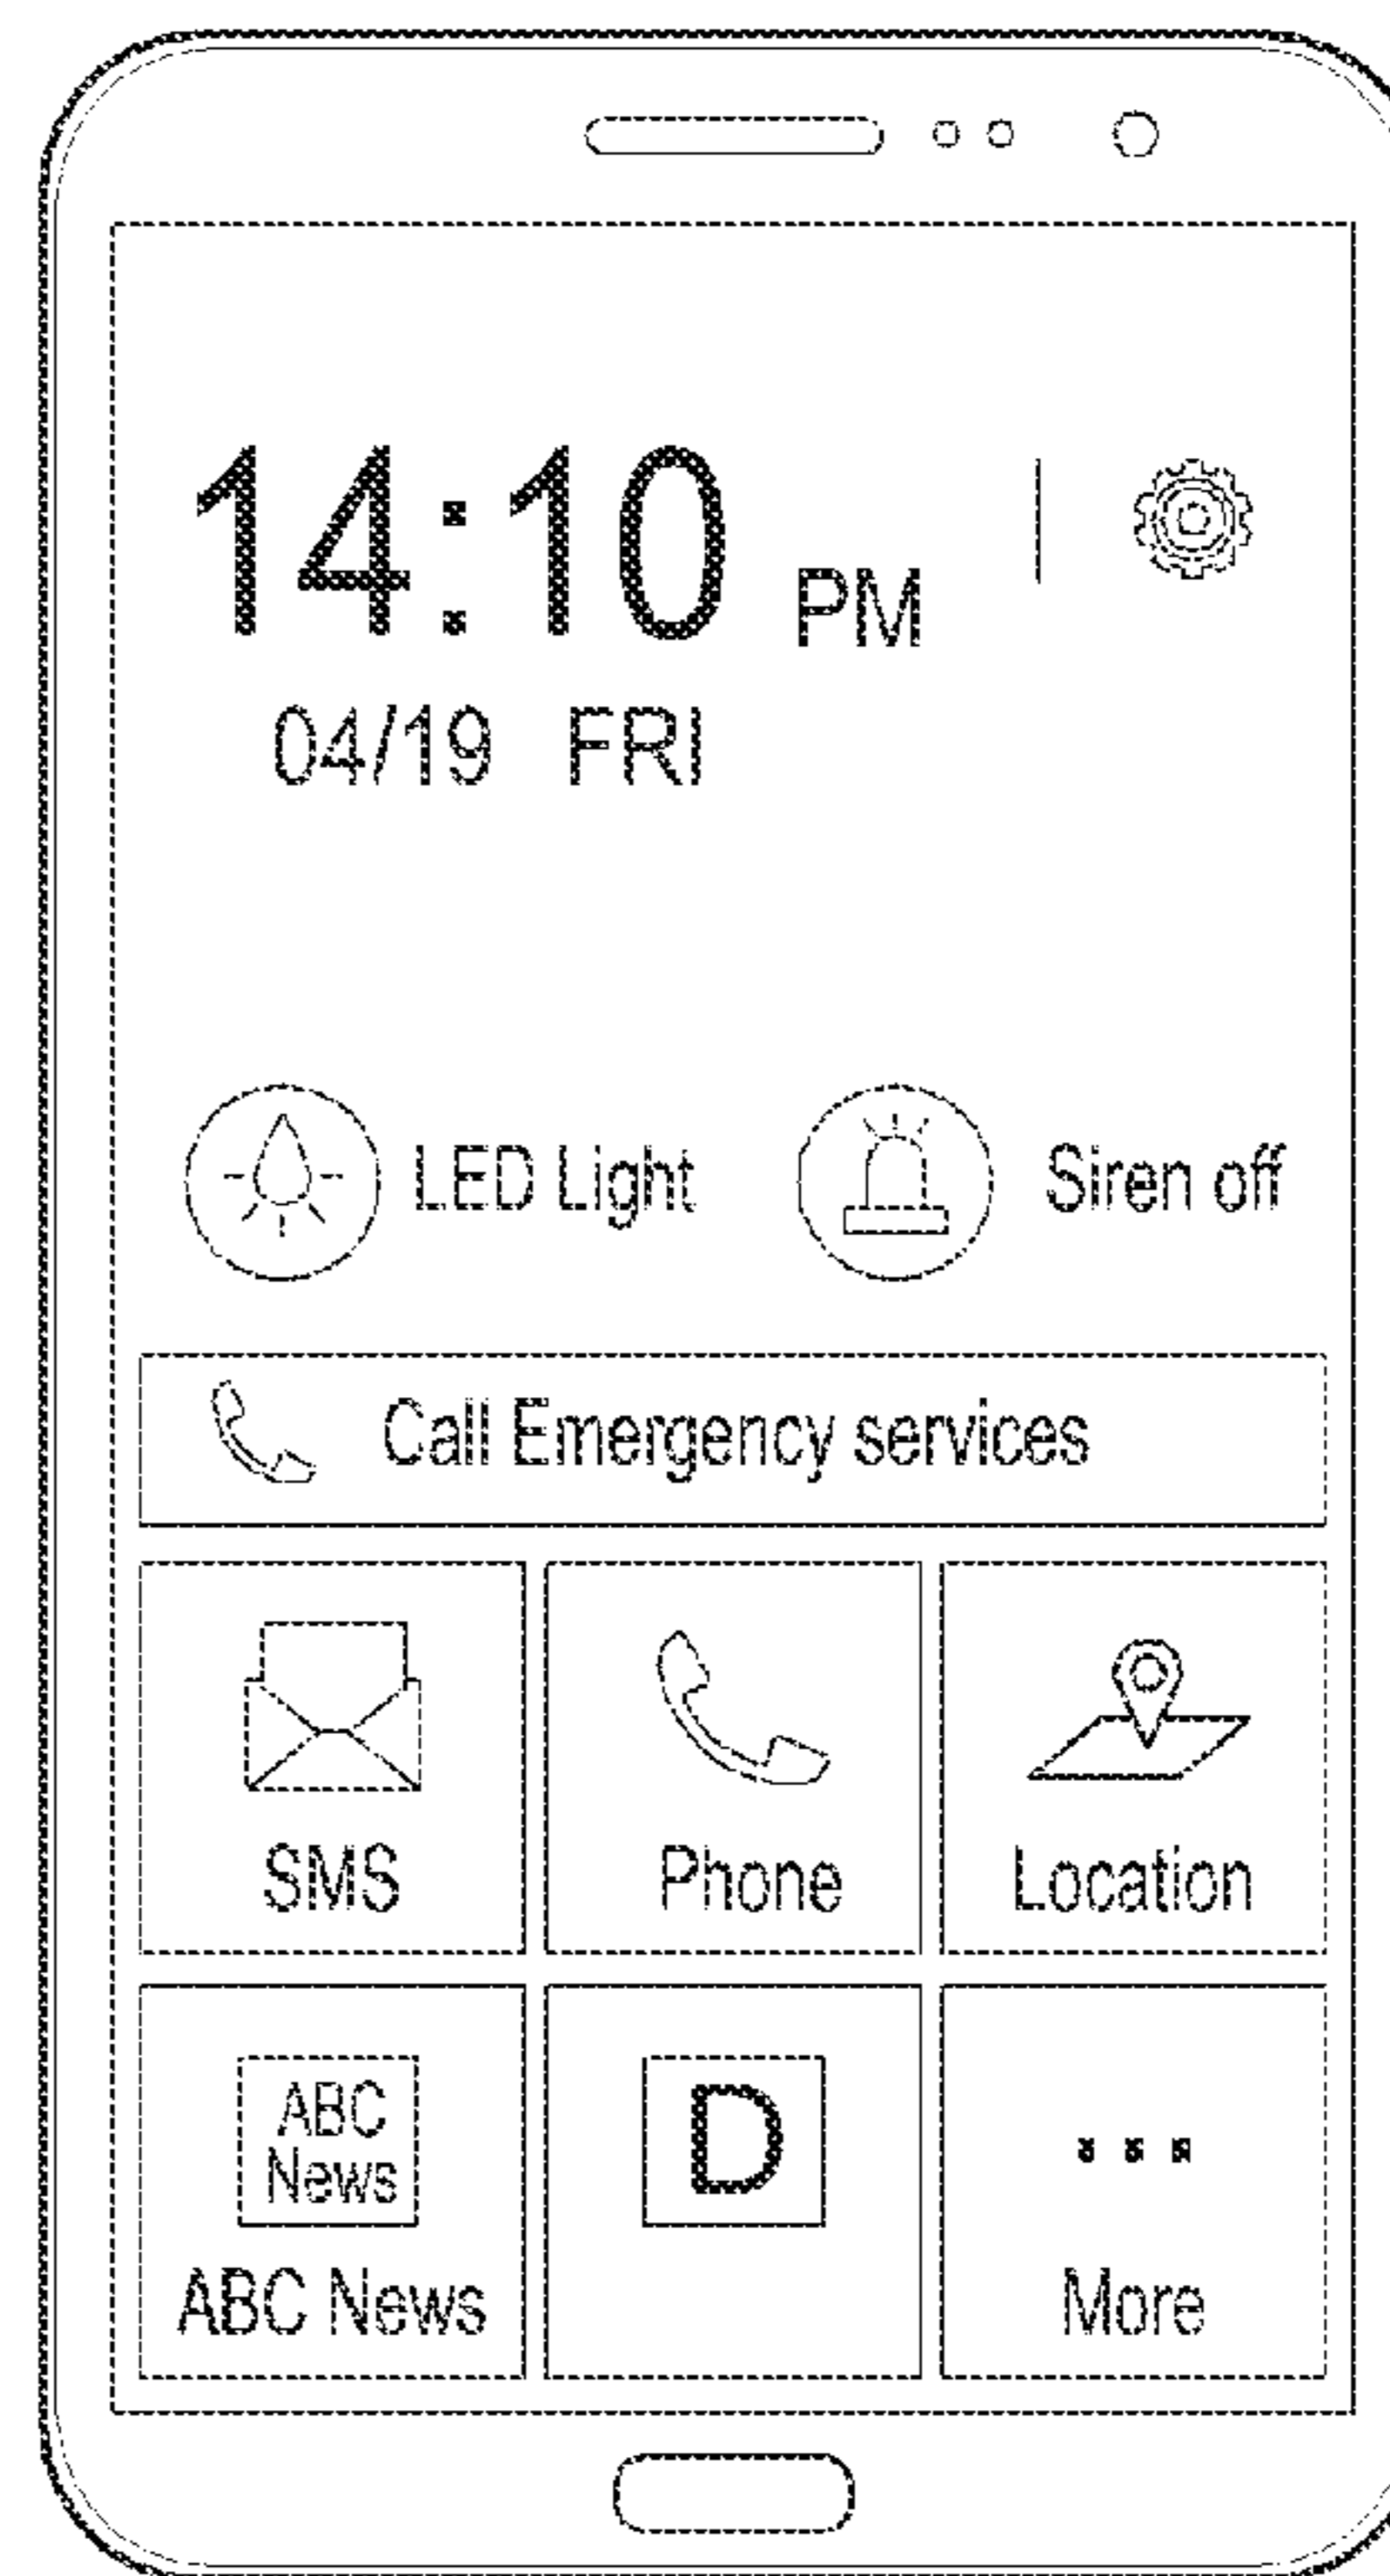 14:10 PM
04/19 FRI
LED Light Siren off
Call Emergency services
SMS Phone Location
ABC
News
D
ABC News More